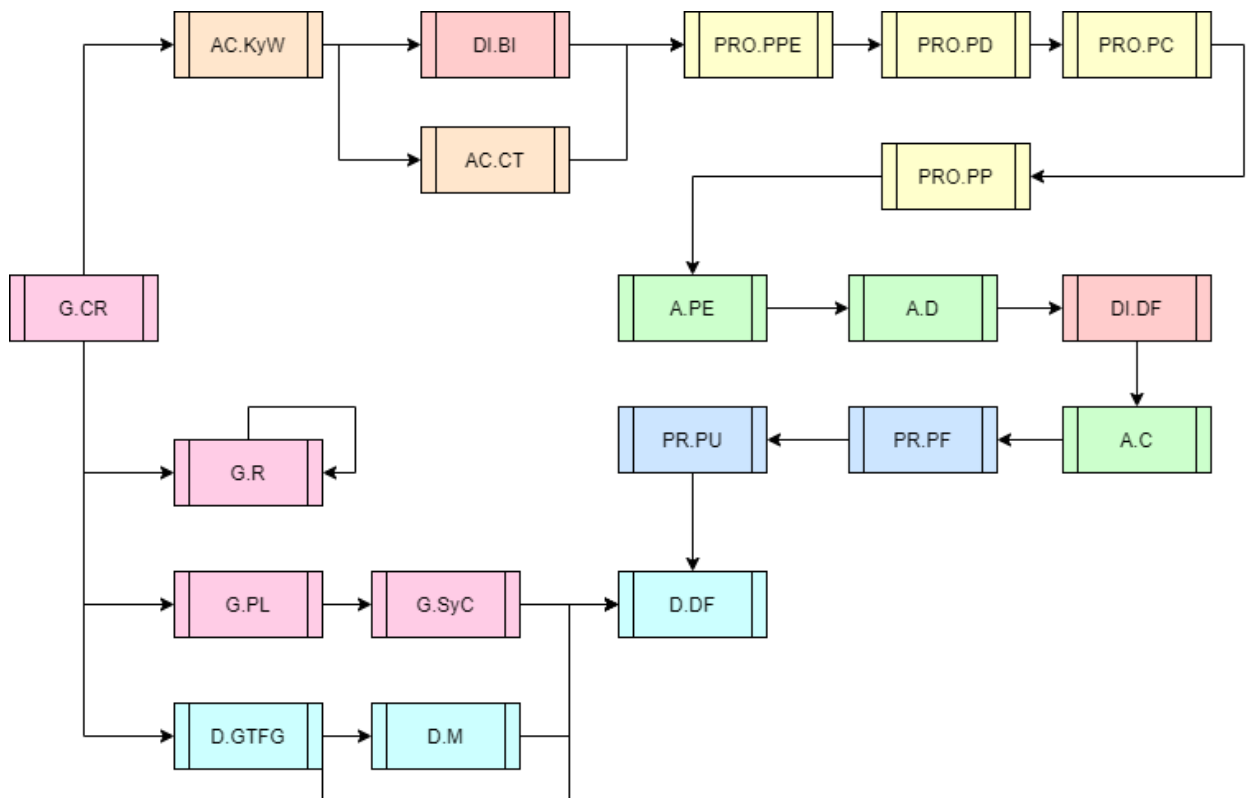 AC.KyW
DI.BI
PRO.PPE
PRO.PD
PRO.PC
AC.CT
PRO.PP
G.CR
A.PE
A.D
DI.DF
PR.PU
PR.PF
A.C
G.R
G.PL
G.SyC
D.DF
D.GTFG
D.M